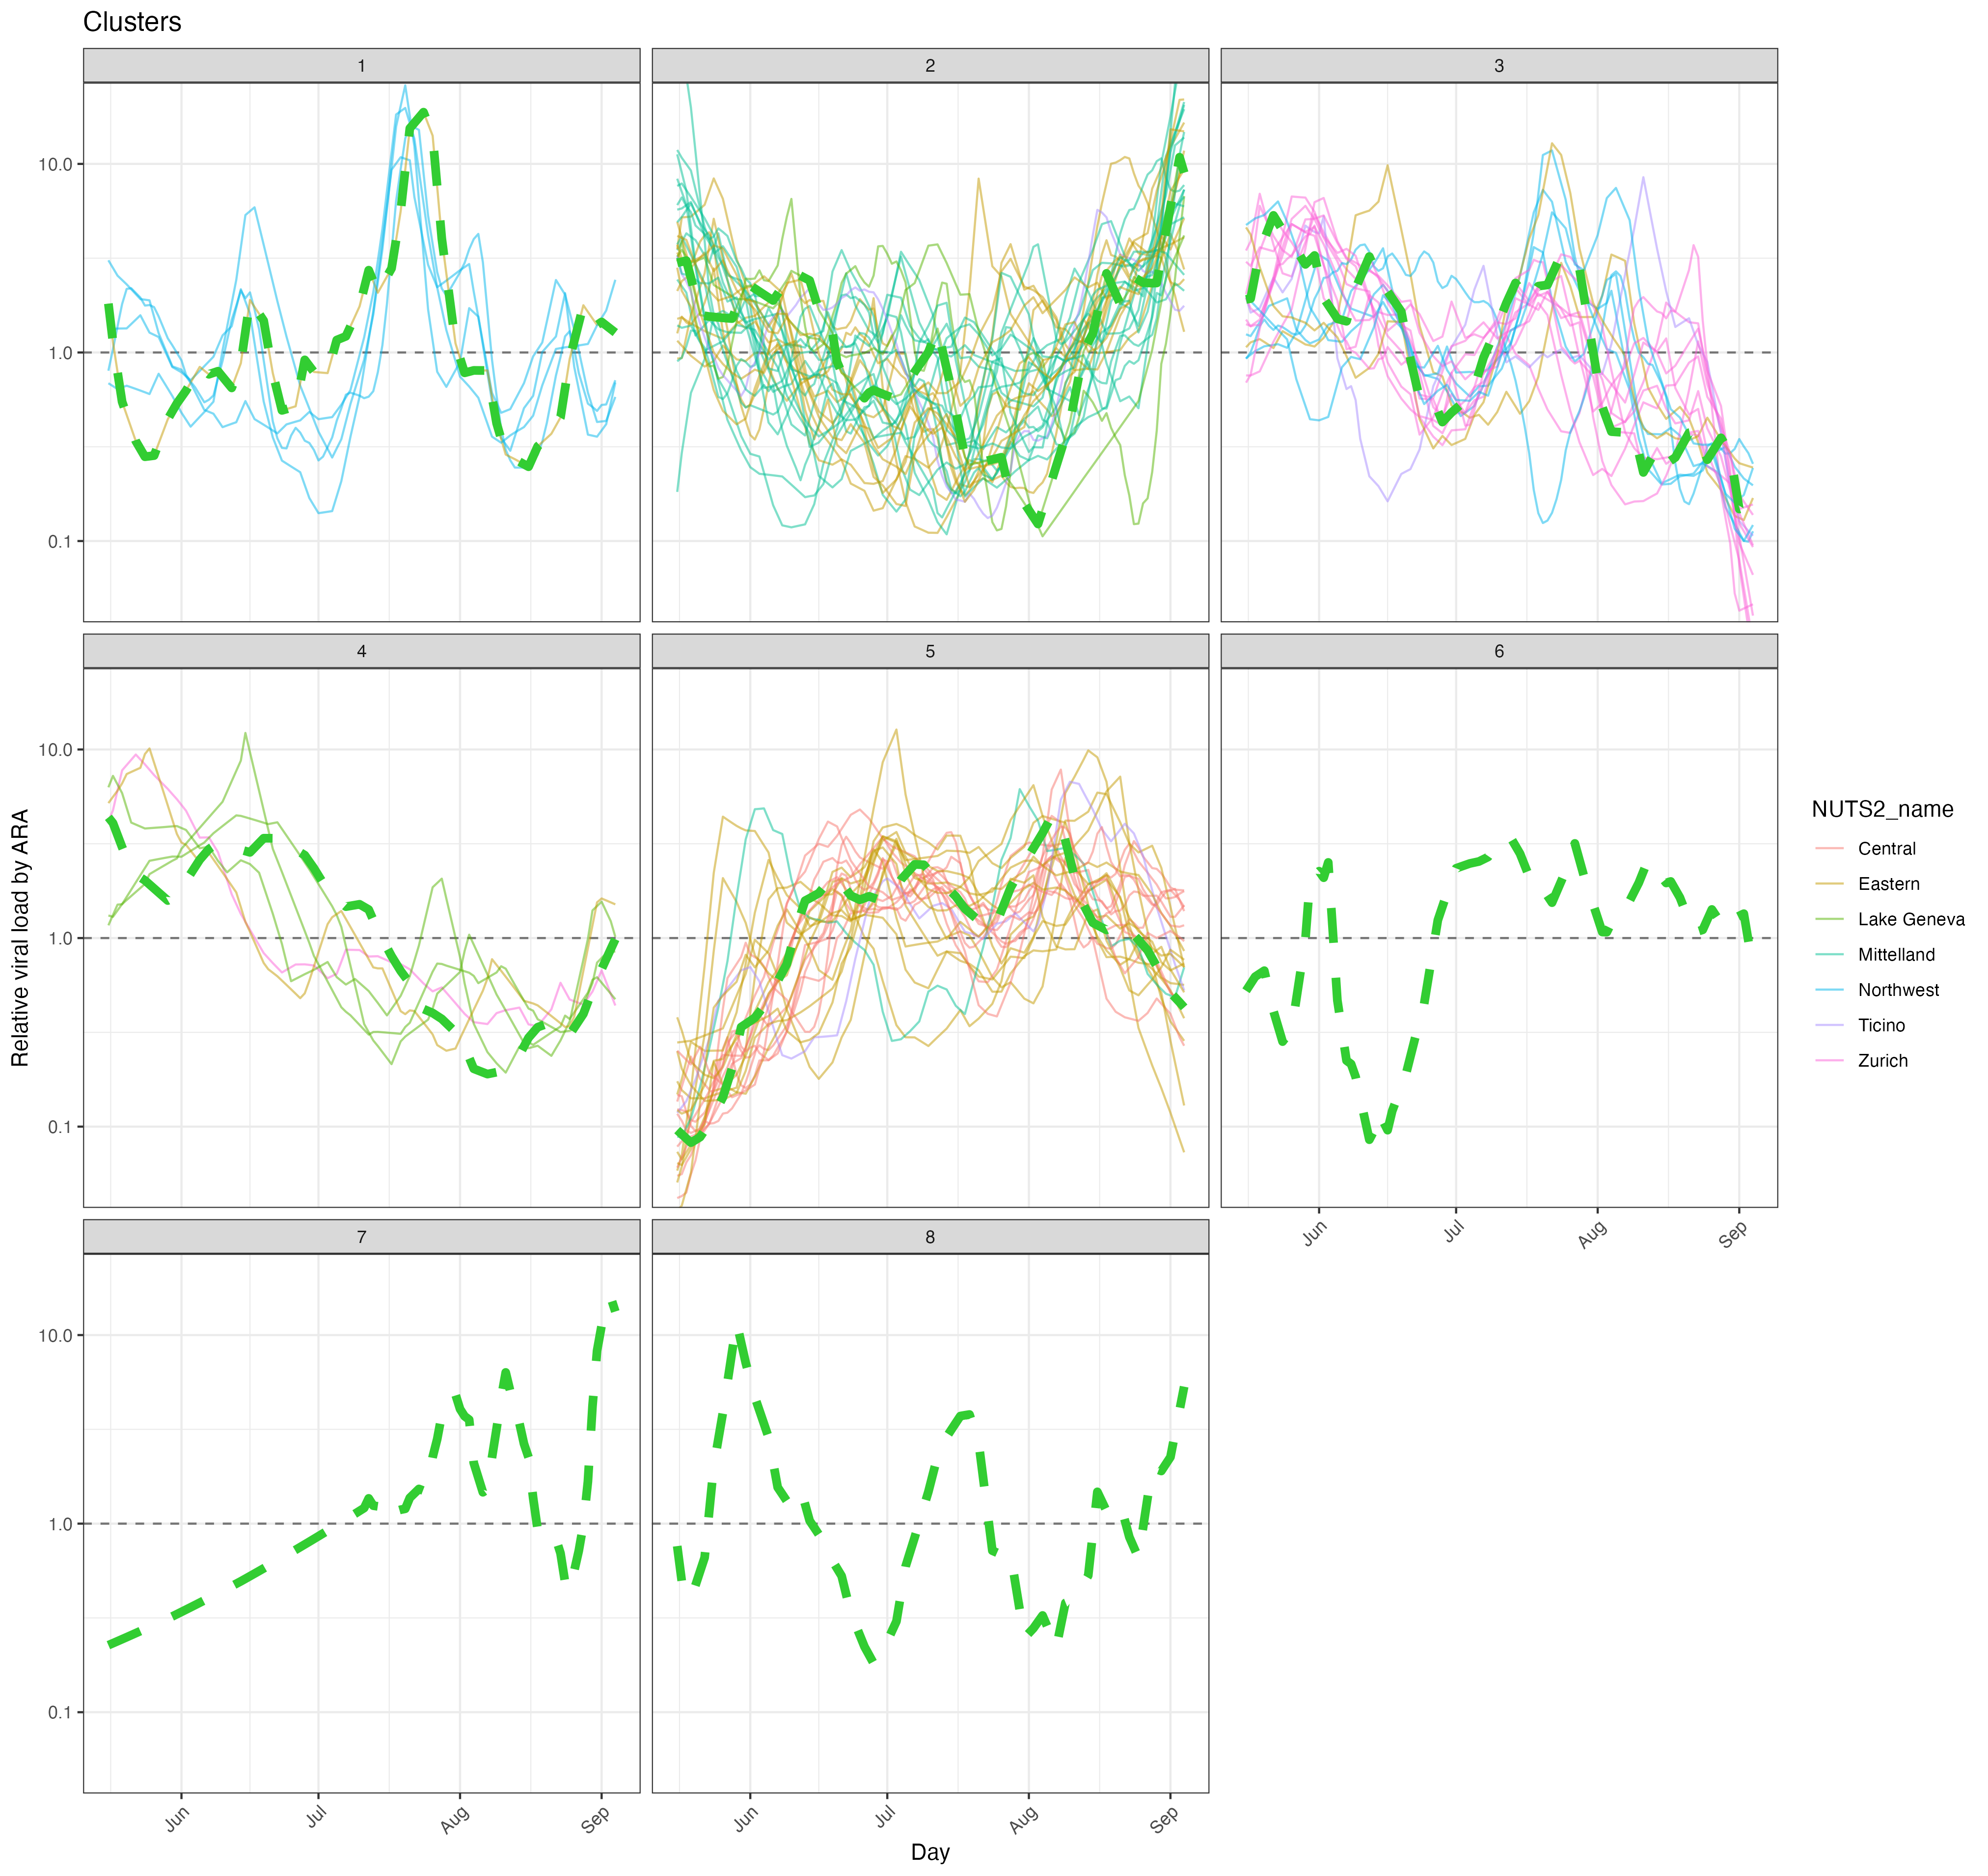 Clusters
1
2
3
10.0
1.0
0.1
4
5
6
10.0
1.0
0.1
Jun
Jul
Aug
Sep
7
8
10.0
1.0
0.1
Jun
Jul
Aug
Sep
Jun
Jul
Aug
Sep
Day
Relative viral load by ARA
NUTS2_name
Central
Eastern
Lake Geneva
Mittelland
Northwest
Ticino
Zurich